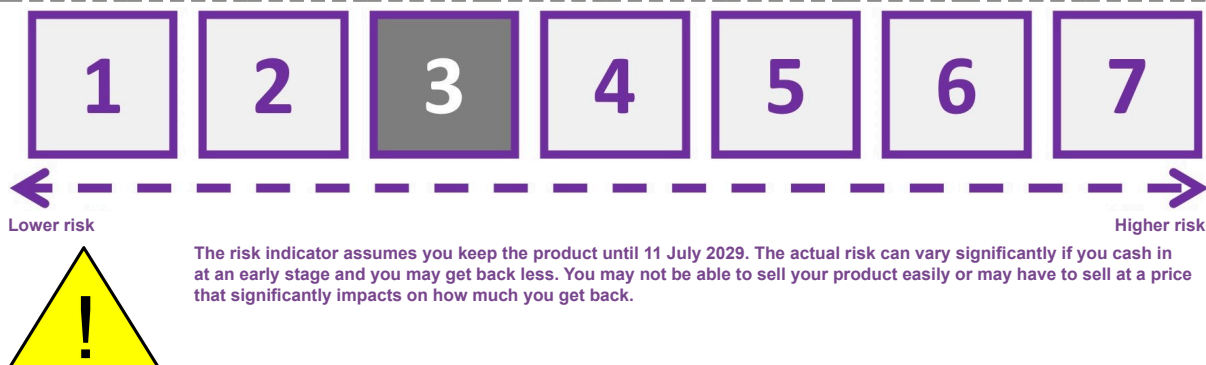 1 2 3 4 5 6 7
Lower risk Higher risk
The risk indicator assumes you keep the product until 11 July 2029. The actual risk can vary significantly if you cash in
at an early stage and you may get back less. You may not be able to sell your product easily or may have to sell at a price
that significantly impacts on how much you get back.
!